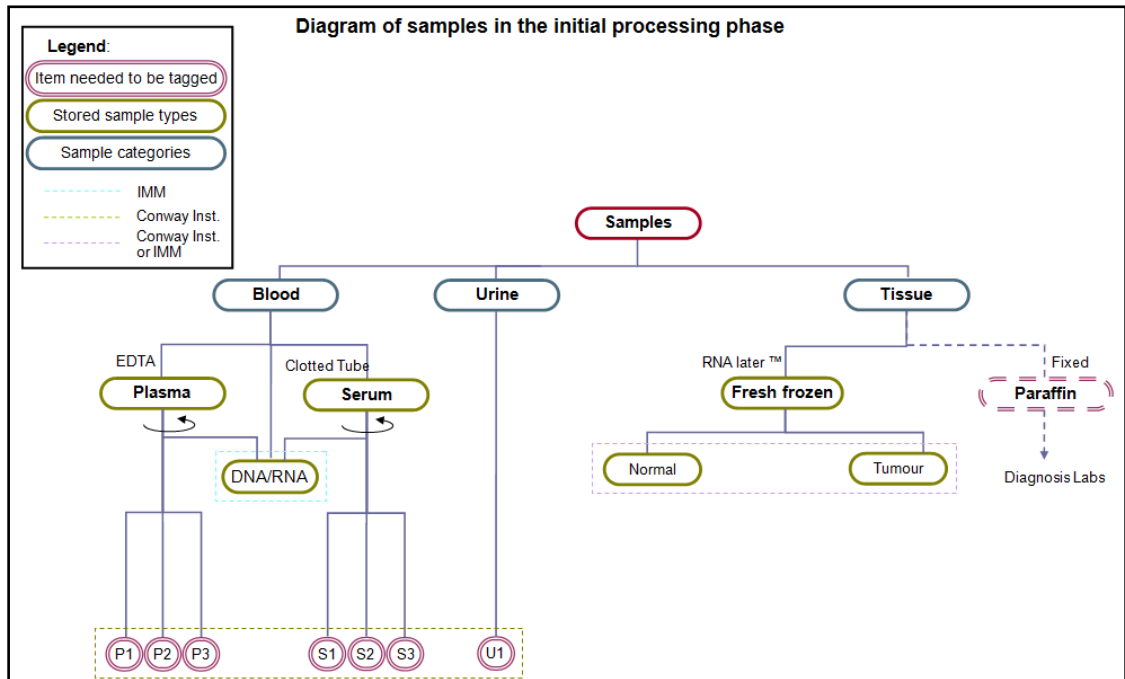 Diagram of samples in the initial processing phase
Legend:
Item needed to be tagged
Stored sample types
Sample categories
IMM
Conway Inst.
Conway Inst.
or IMM
Samples
Blood
Urine
Tissue
EDTA
Clotted Tube
RNA later ™
Fixed
Plasma
Serum
Fresh frozen
Paraffin
DNA/RNA
Normal
Tumour
Diagnosis Labs
P1
P2
P3
S1
S2
S3
U1